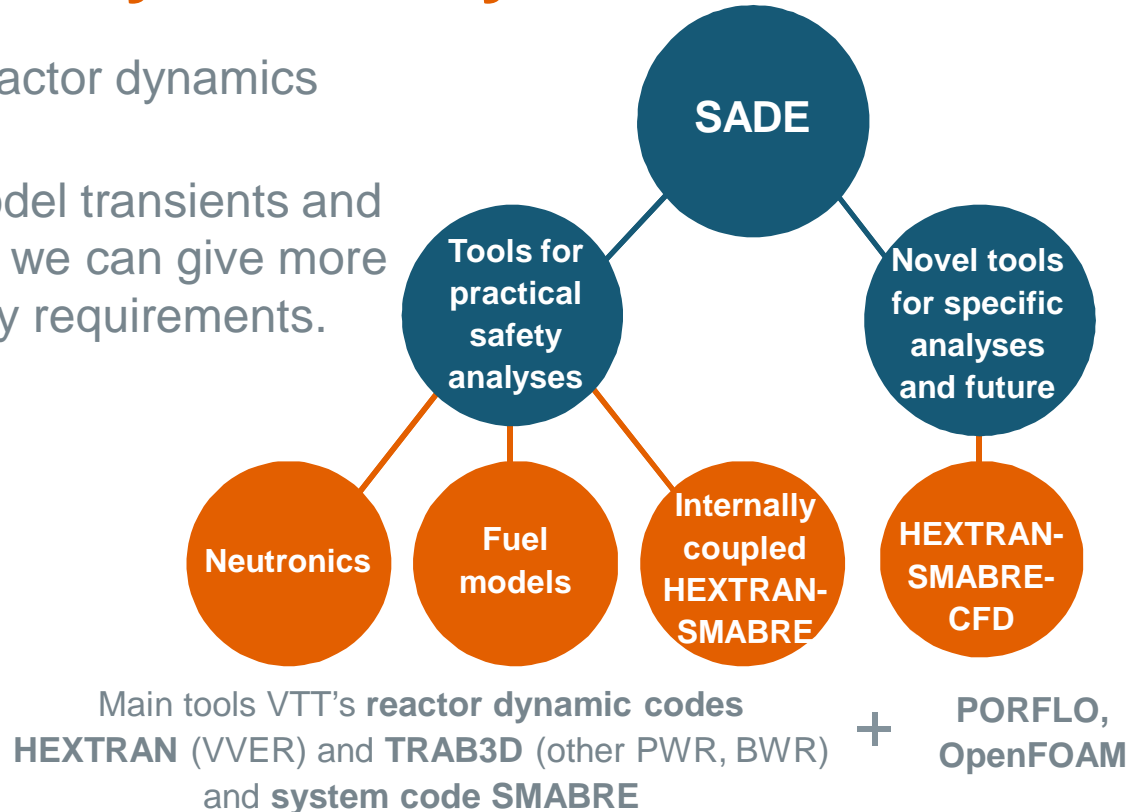 actor dynamics
del transients and
we can give more
y requirements.
SADE
Tools for
practical
safety
analyses
Novel tools
for specific
analyses
and future
Neutronics
Fuel
models
Internally
coupled
HEXTRAN-
SMABRE
HEXTRAN-
SMABRE-
CFD
Main tools VTT's reactor dynamic codes
HEXTRAN (VVER) and TRAB3D (other PWR, BWR)
and system code SMABRE
+
PORFLO,
OpenFOAM